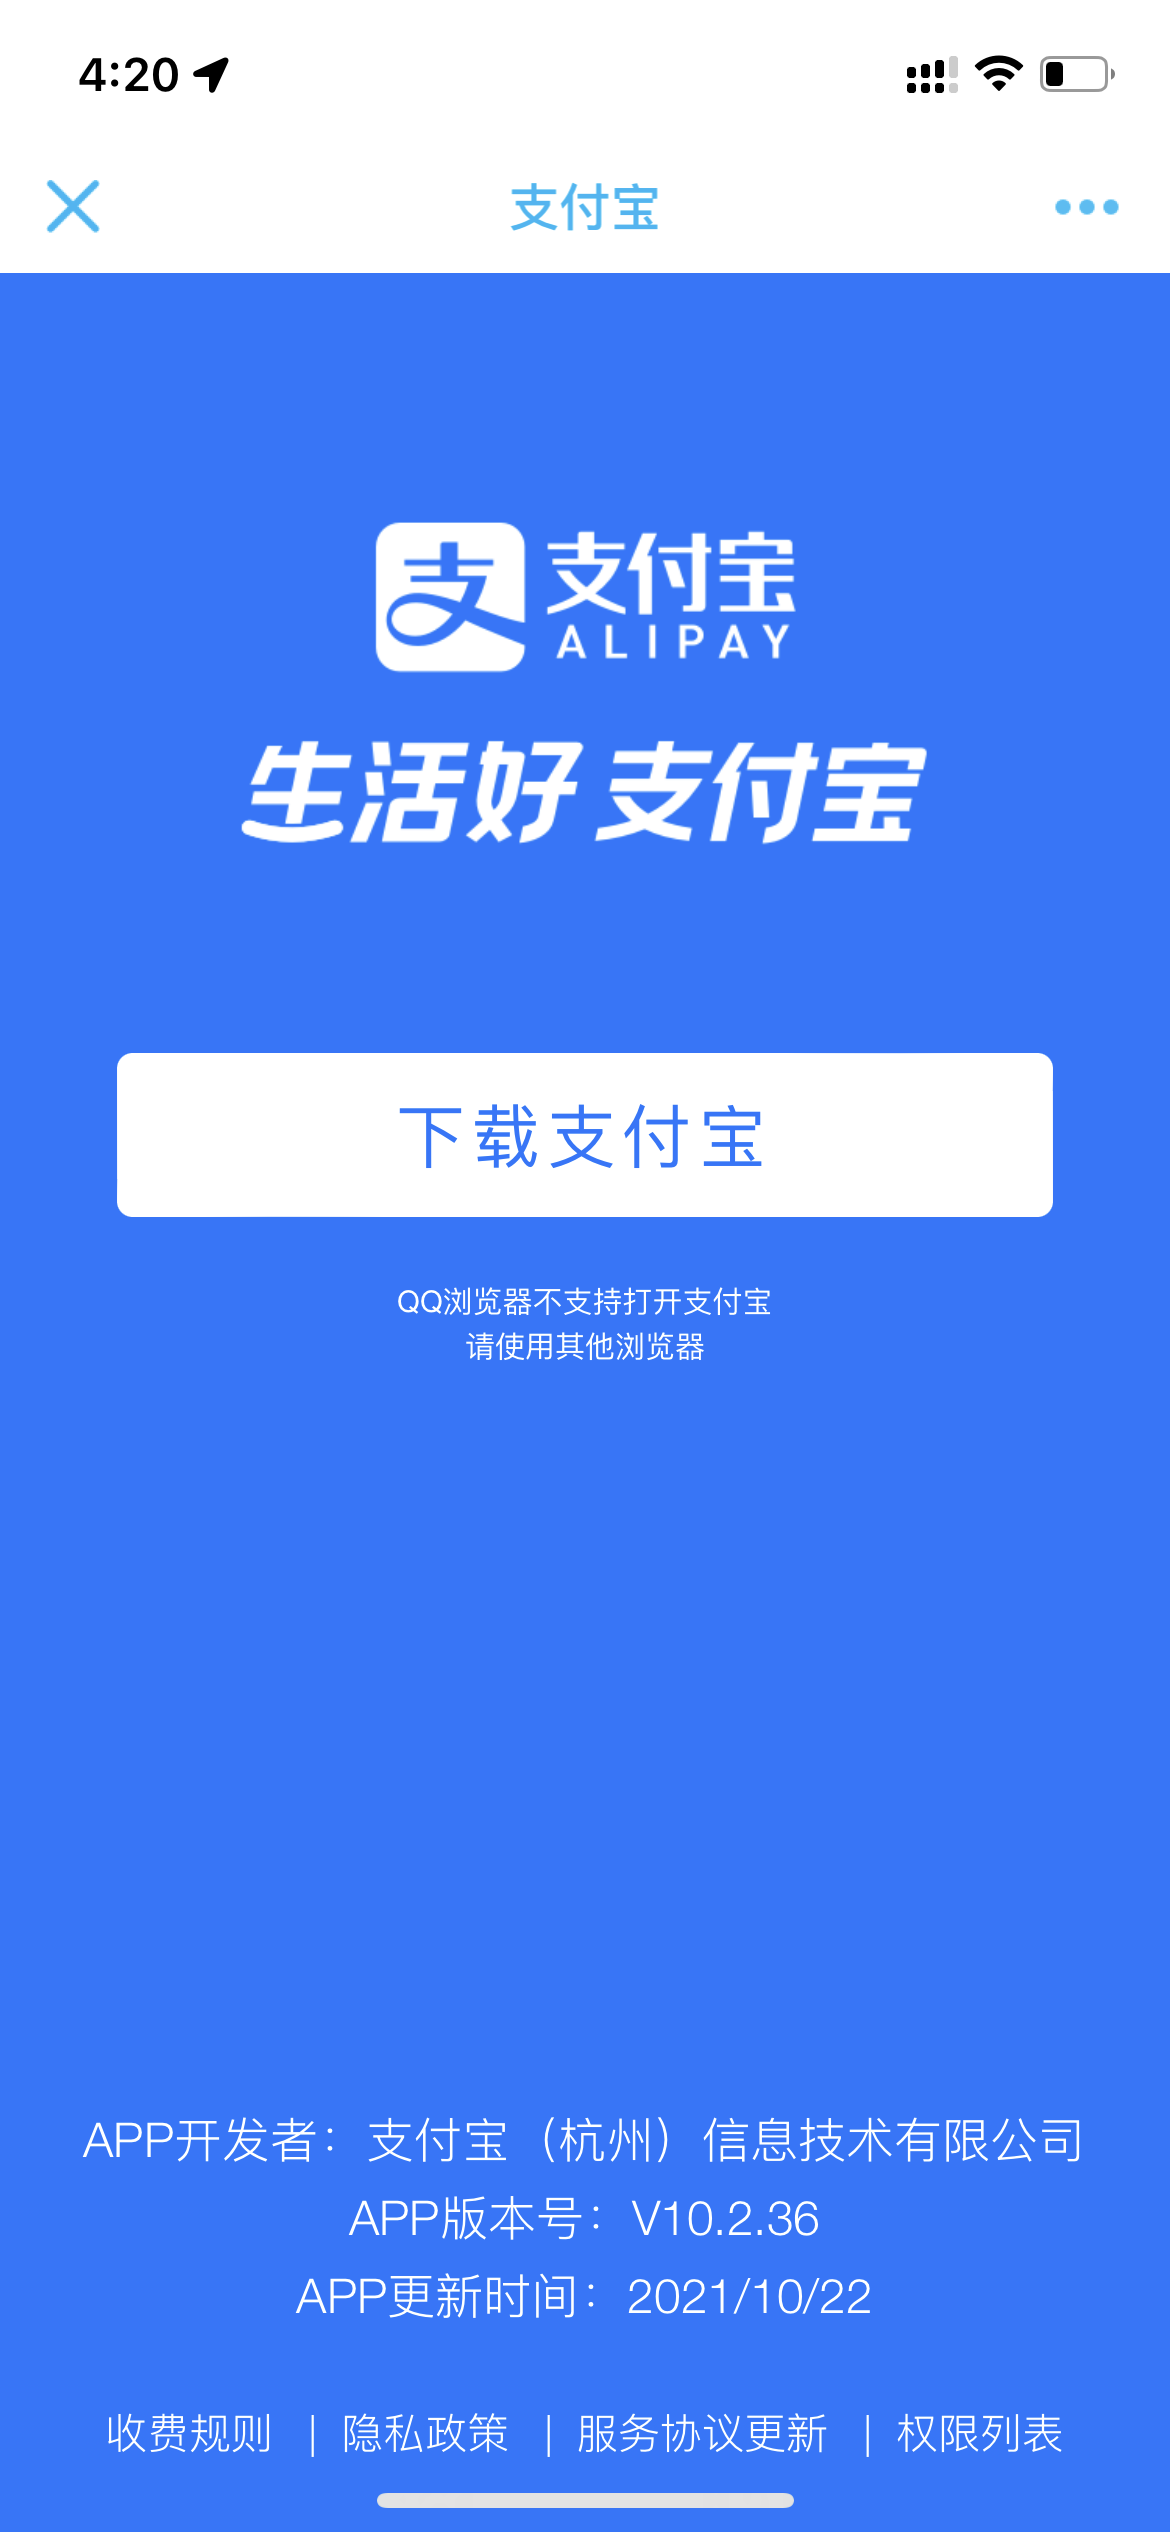 4:20
支付宝
支 支付宝
ALIPAY
生活好 支付宝
下载支付宝
QQ浏览器不支持打开支付宝
请使用其他浏览器
APP开发者：支付宝（杭州）信息技术有限公司
APP版本号：V10.2.36
APP更新时间：2021/10/22
收费规则 | 隐私政策 | 服务协议更新 | 权限列表